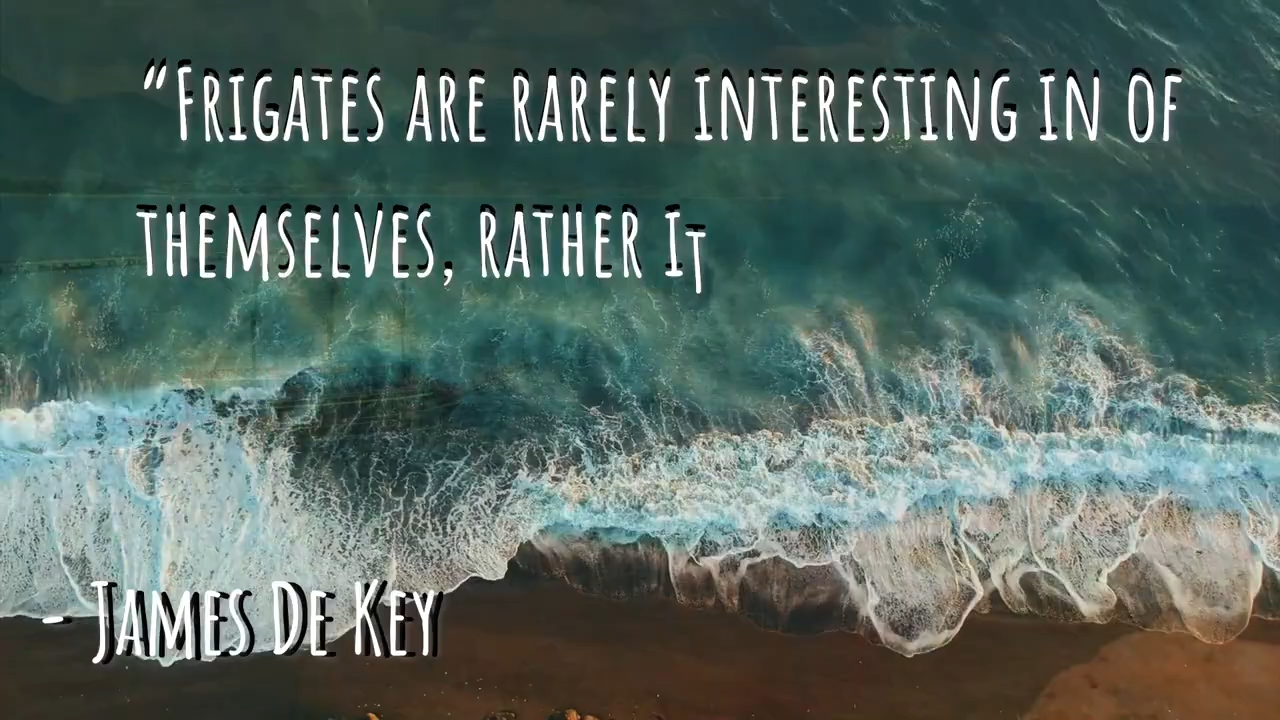 “Frigates are rarely interesting in of
themselves, rather it
- James De Key